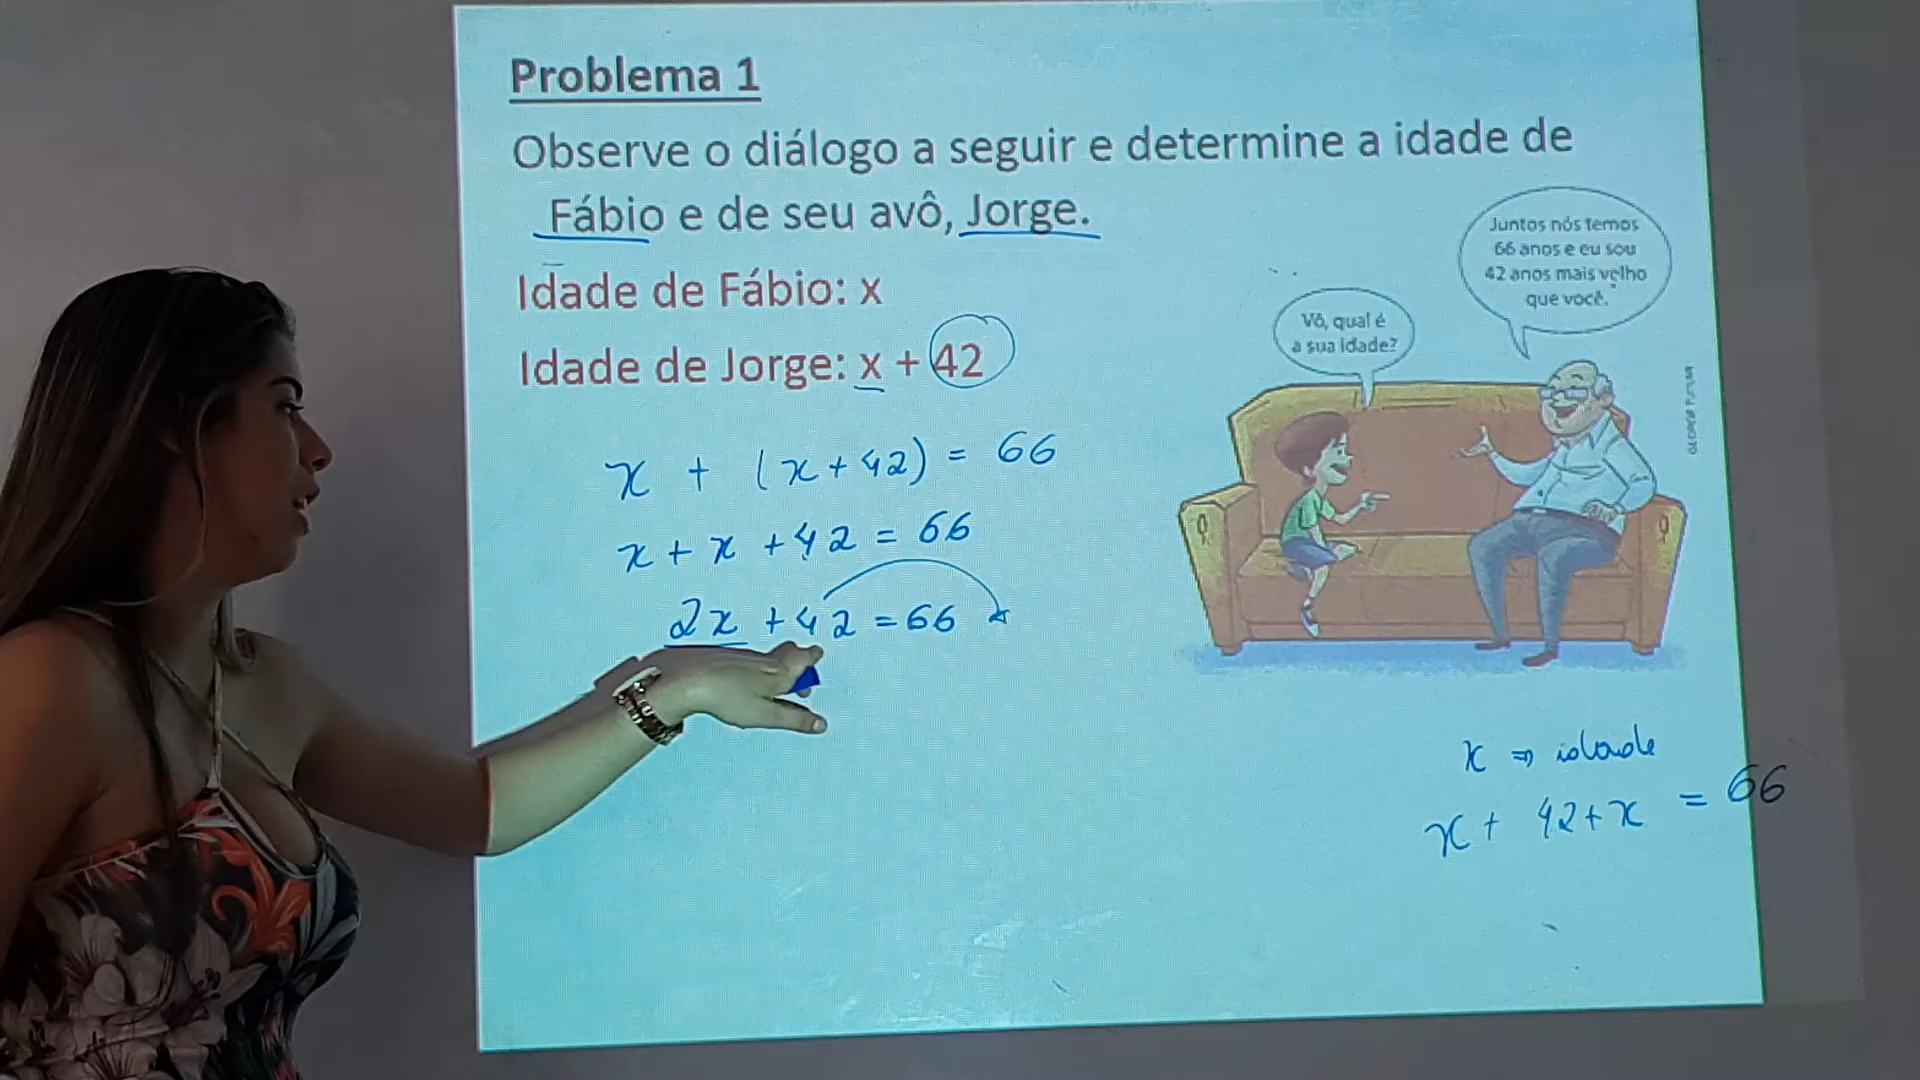 Problema 1
Observe o diálogo a seguir e determine a idade de
Fábio e de seu avô, Jorge.
Idade de Fábio: x
Idade de Jorge: x + 42
x + (x+42) = 66
x + x + 42 = 66
2x + 42 = 66
Vô, qual é
a sua idade?
Juntos nós temos
66 anos e eu sou
42 anos mais velho
que você.
x ⇒ idade
x + 42 + x = 66